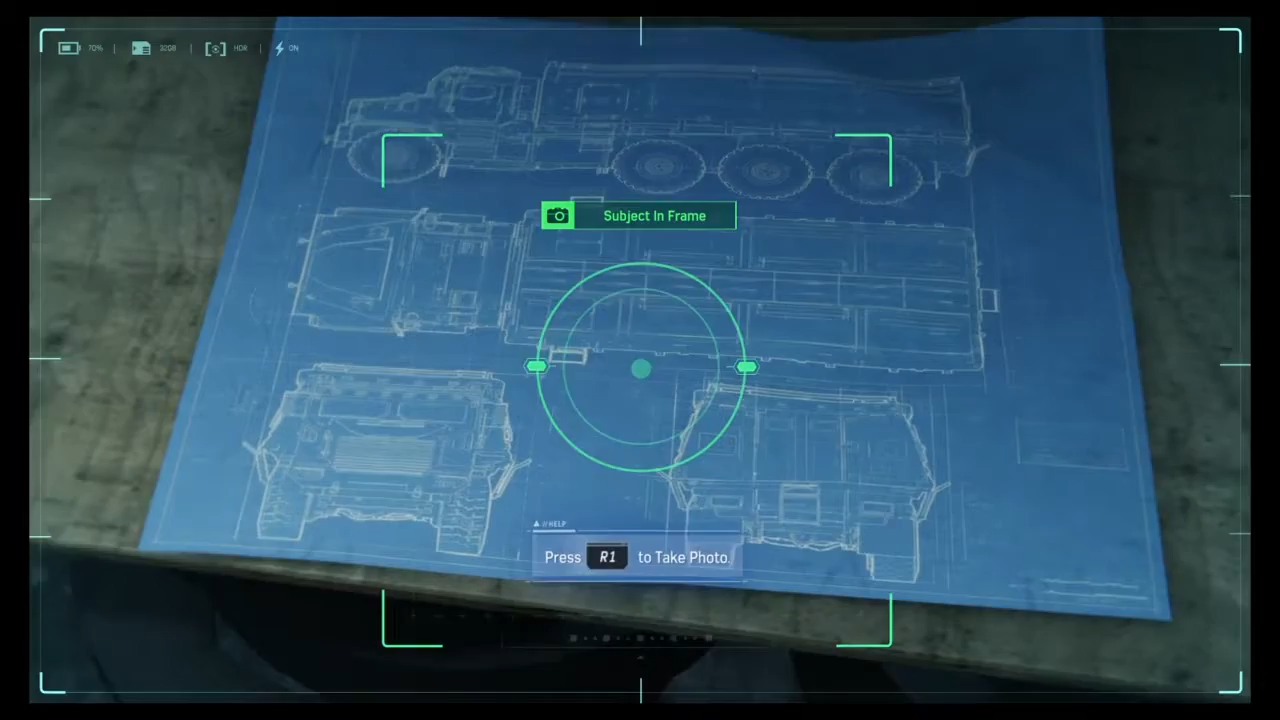 70% | 32GB | HDR | ON
Subject In Frame
// HELP
Press R1 to Take Photo.